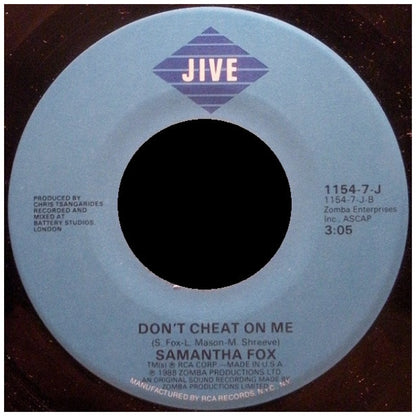 JIVE
PRODUCED BY
CHRIS TSANGARIDES
RECORDED AND
MIXED AT
BATTERY STUDIOS,
LONDON
1154-7-J
1154-7-J-B
Zomba Enterprises
Inc., ASCAP
3:05
DON'T CHEAT ON ME
(S. Fox-L. Mason-M. Shreeve)
SAMANTHA FOX
TM(s) ® RCA CORP.—MADE IN U.S.A.
℗ 1988 ZOMBA PRODUCTIONS LTD.
AN ORIGINAL SOUND RECORDING MADE BY
ZOMBA PRODUCTIONS LIMITED
MANUFACTURED BY RCA RECORDS, N.Y.C., N.Y.